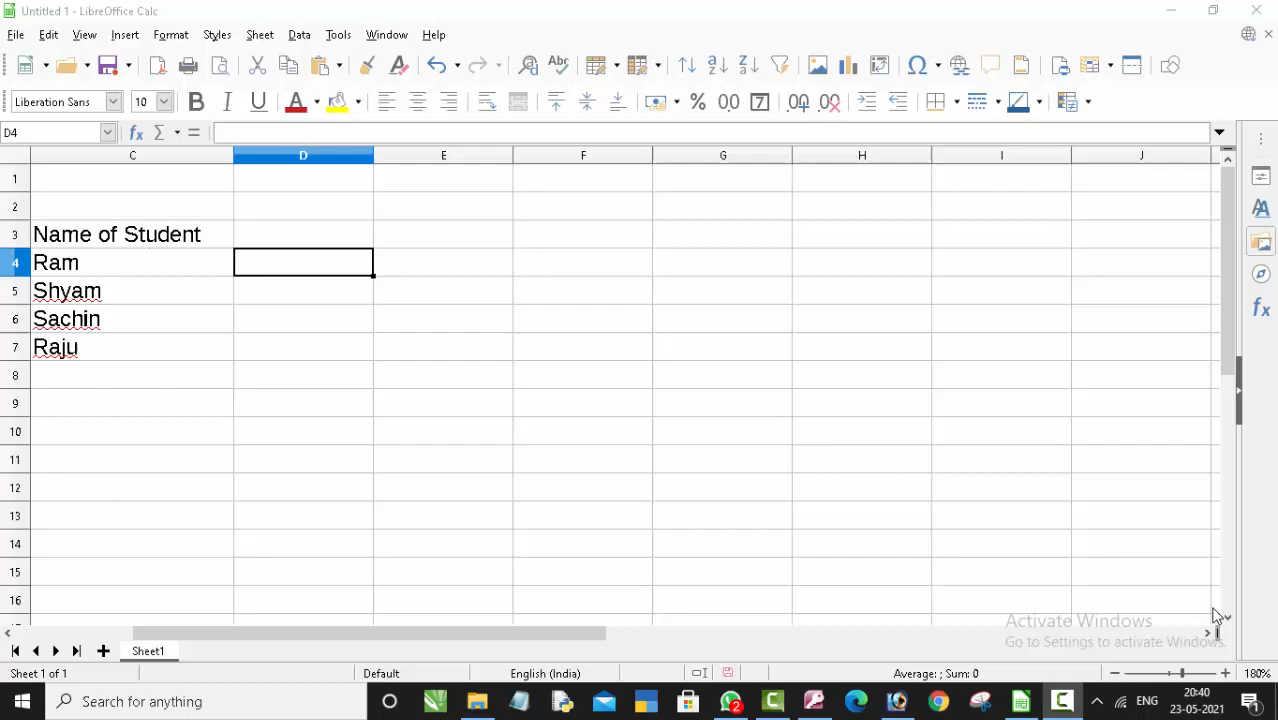 Untitled 1 - LibreOffice Calc
File Edit View Insert Format Styles Sheet Data Tools Window Help
Liberation Sans 10
D4
C D E F G H I J
1
2
3 Name of Student
4 Ram
5 Shyam
6 Sachin
7 Raju
8
9
10
11
12
13
14
15
16
Activate Windows
Go to Settings to activate Windows.
Sheet1
Sheet 1 of 1 Default English (India) Average: ; Sum: 0 180%
Search for anything
2
ENG
20:40
23-05-2021
1